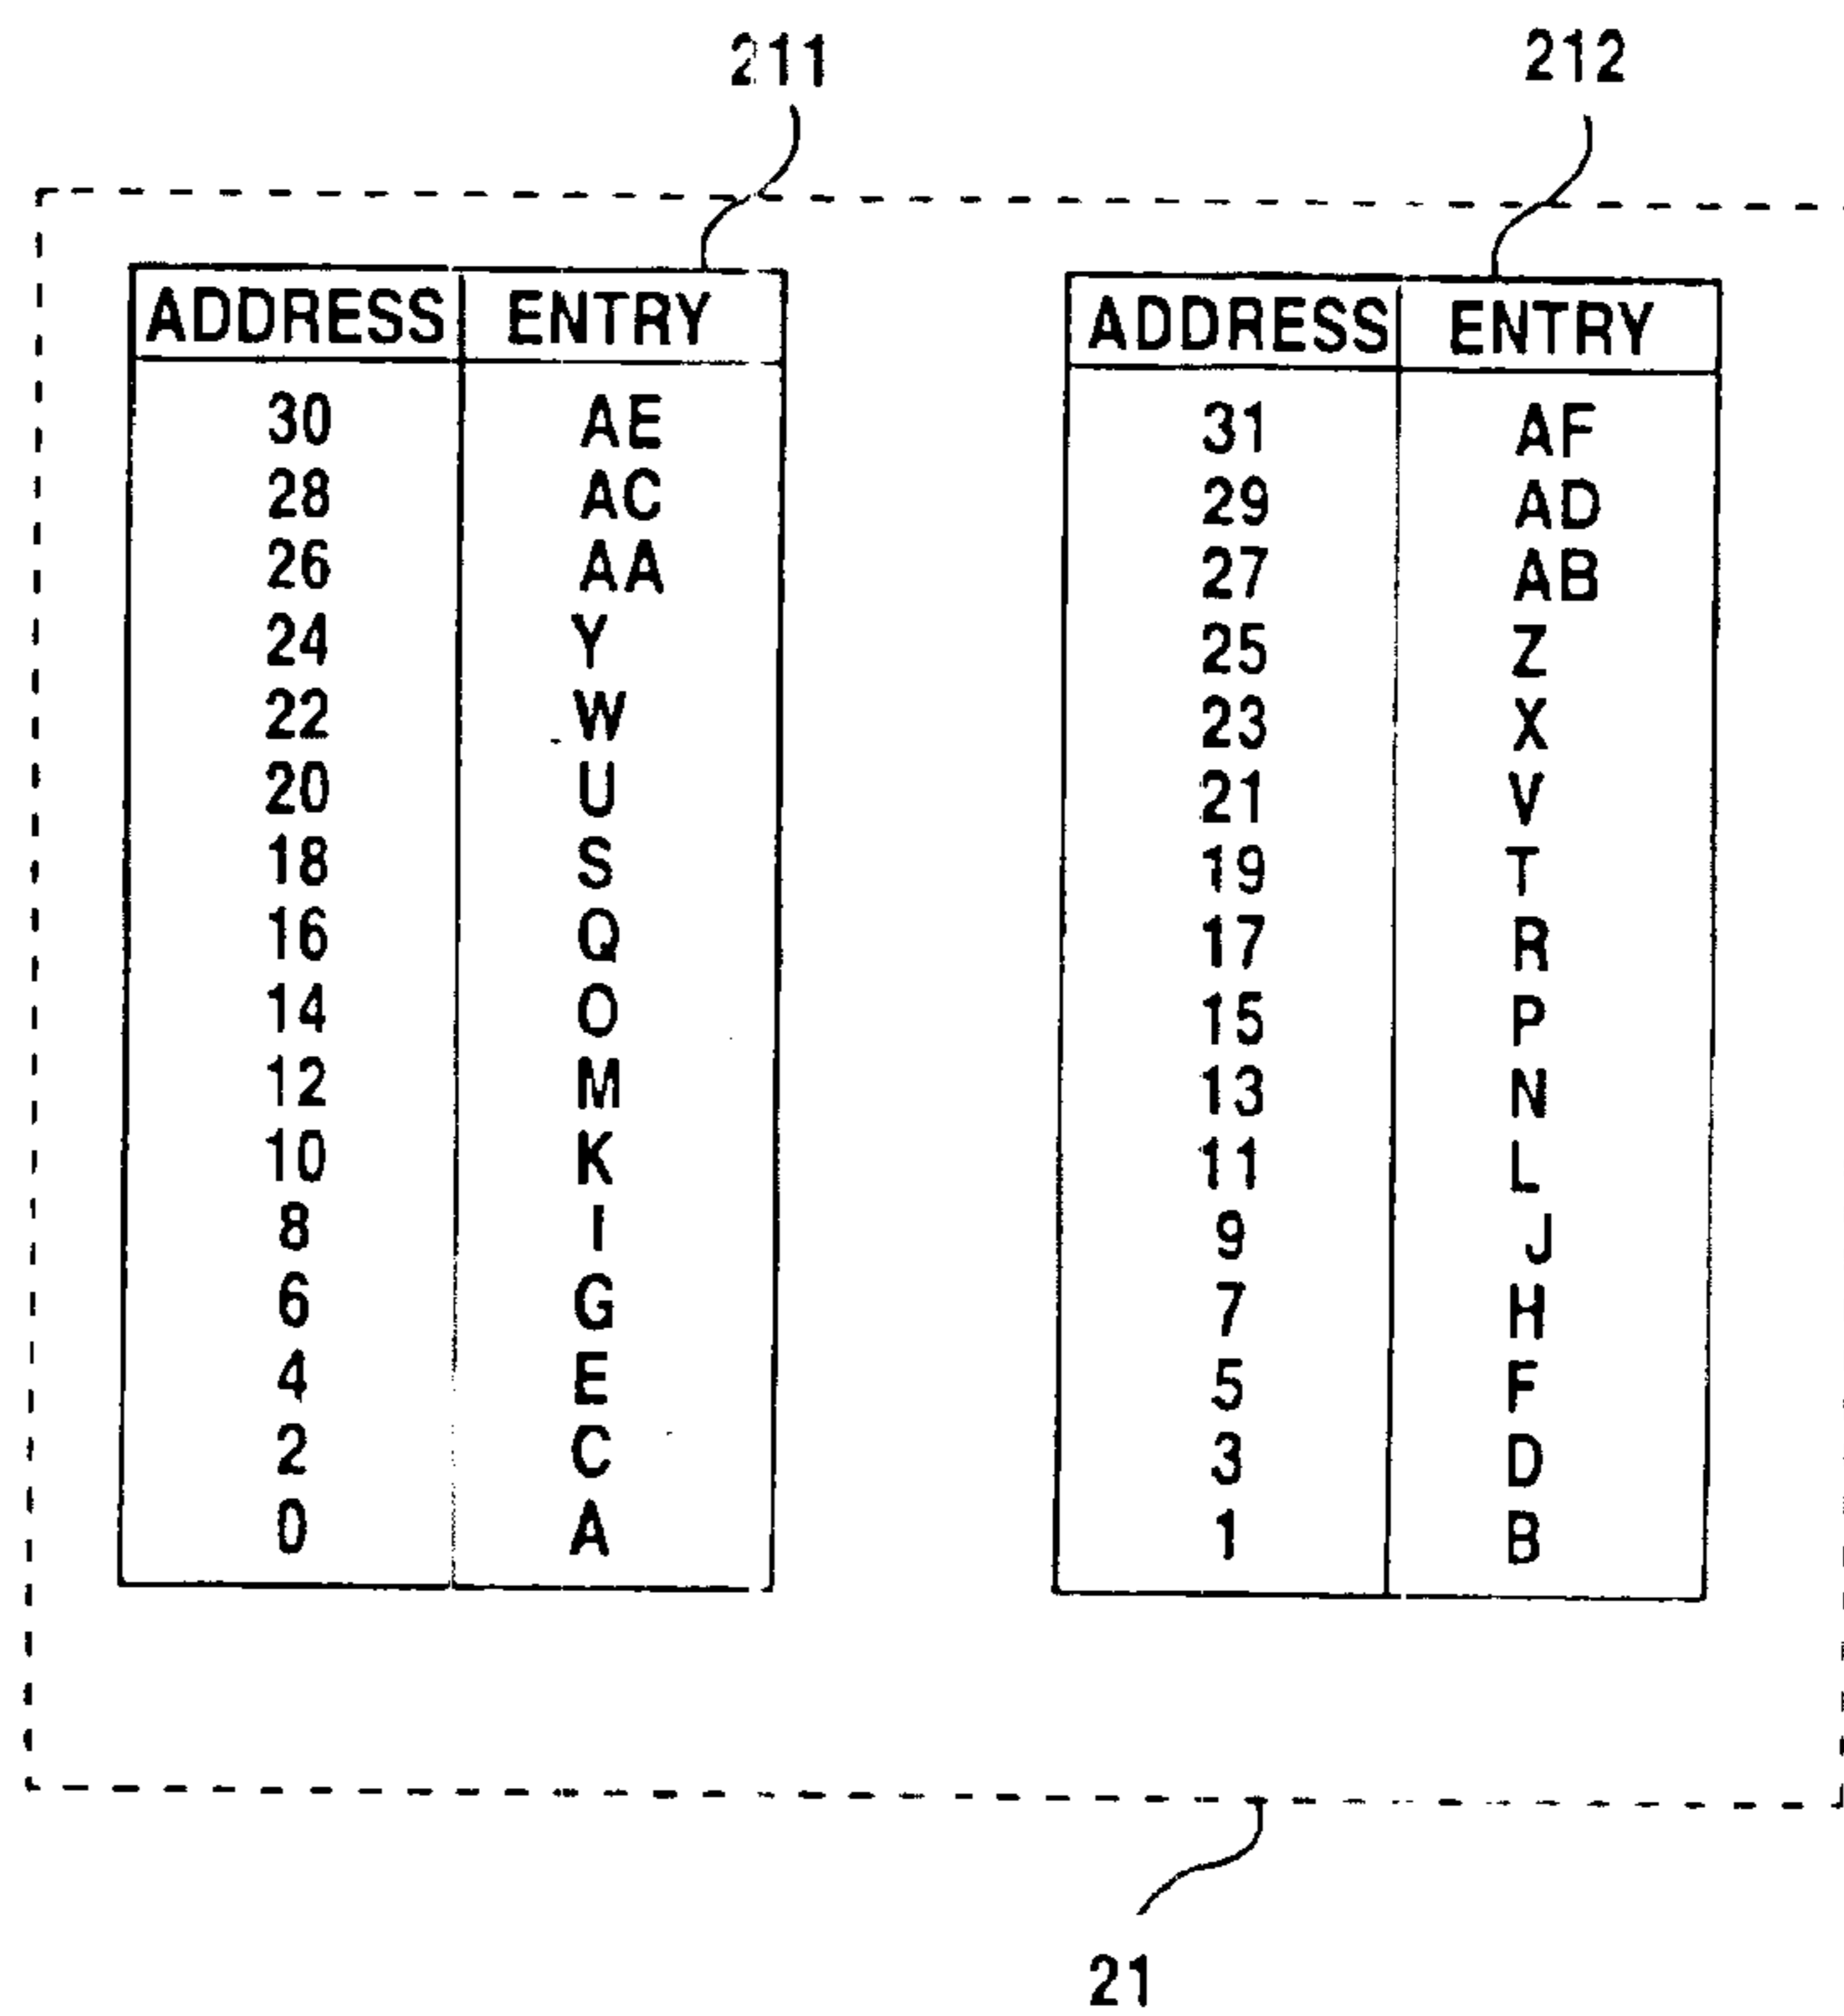 211 212
ADDRESS ENTRY ADDRESS ENTRY
30 AE 31 AF
28 AC 29 AD
26 AA 27 AB
24 Y 25 Z
22 W 23 X
20 U 21 V
18 S 19 T
16 Q 17 R
14 O 15 P
12 M 13 N
10 K 11 L
8 I 9 J
6 G 7 H
4 E 5 F
2 C 3 D
0 A 1 B
21